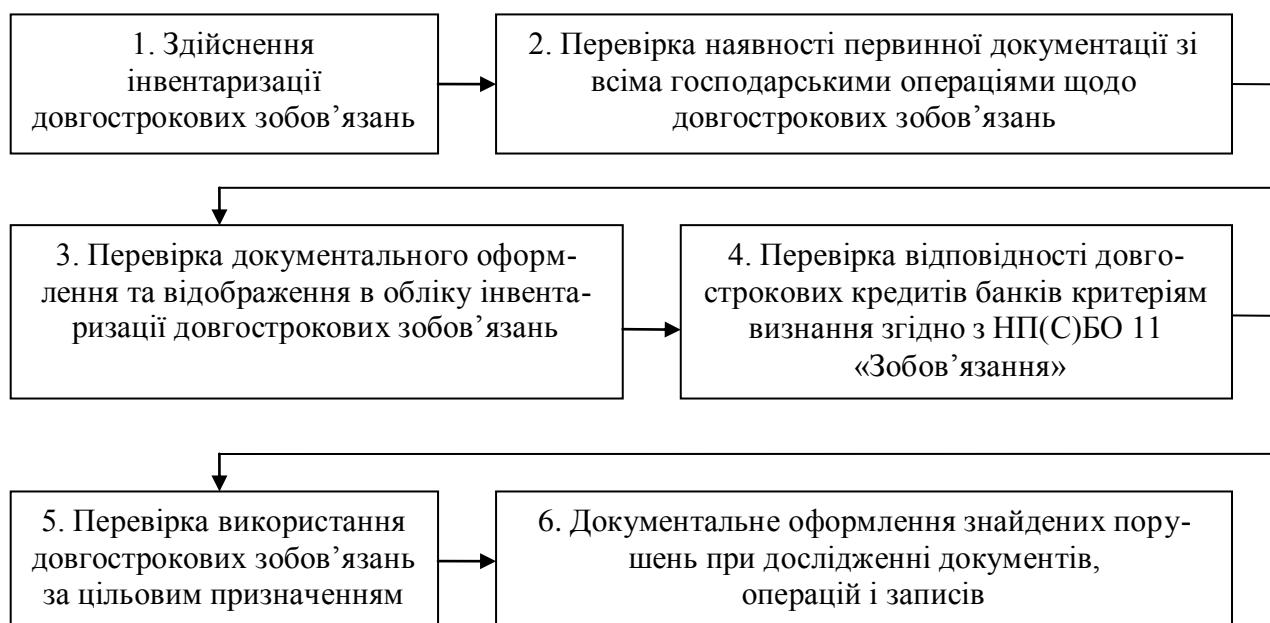 1. Здійснення
інвентаризації
довгострокових зобов’язань
2. Перевірка наявності первинної документації зі
всіма господарськими операціями щодо
довгострокових зобов’язань
3. Перевірка документального оформ-
лення та відображення в обліку інвента-
ризації довгострокових зобов’язань
4. Перевірка відповідності довго-
строкових кредитів банків критеріям
визнання згідно з НП(С)БО 11
«Зобов’язання»
5. Перевірка використання
довгострокових зобов’язань
за цільовим призначенням
6. Документальне оформлення знайдених пору-
шень при дослідженні документів,
операцій і записів